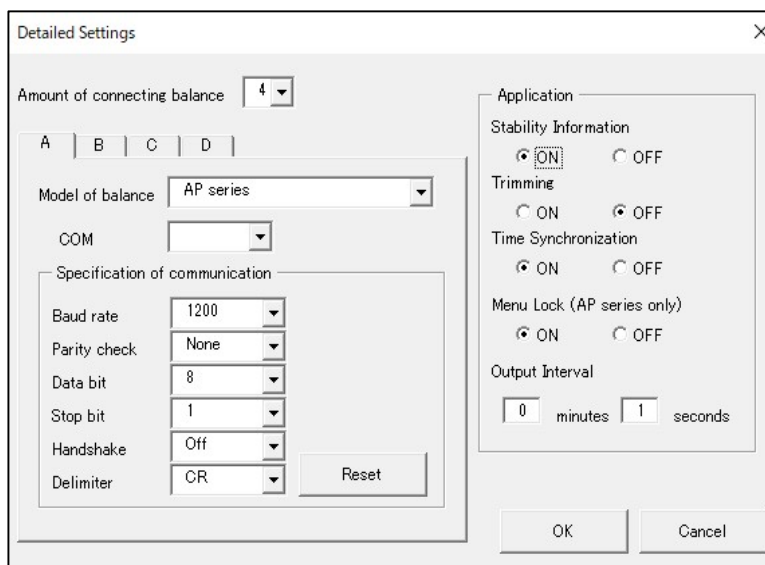 Detailed Settings
Amount of connecting balance 4
A B C D
Model of balance AP series
COM
Specification of communication
Baud rate 1200
Parity check None
Data bit 8
Stop bit 1
Handshake Off
Delimiter CR
Reset
Application
Stability Information
ON OFF
Trimming
ON OFF
Time Synchronization
ON OFF
Menu Lock (AP series only)
ON OFF
Output Interval
0 minutes 1 seconds
OK Cancel